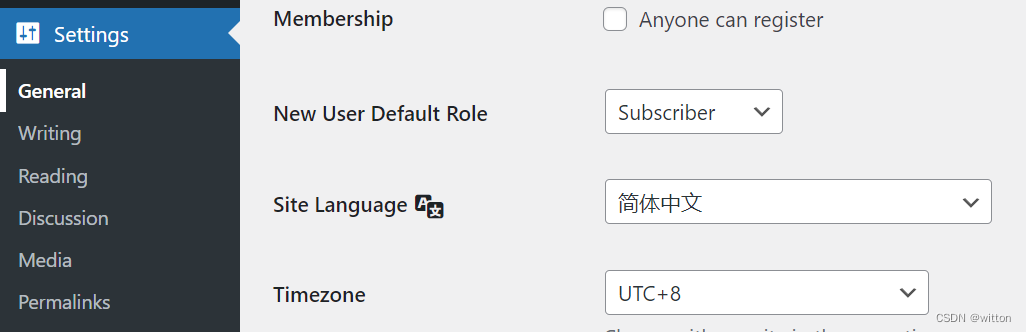 Settings
General
Writing
Reading
Discussion
Media
Permalinks
Membership
Anyone can register
New User Default Role
Subscriber
Site Language
简体中文
Timezone
UTC+8
CSDN @witton